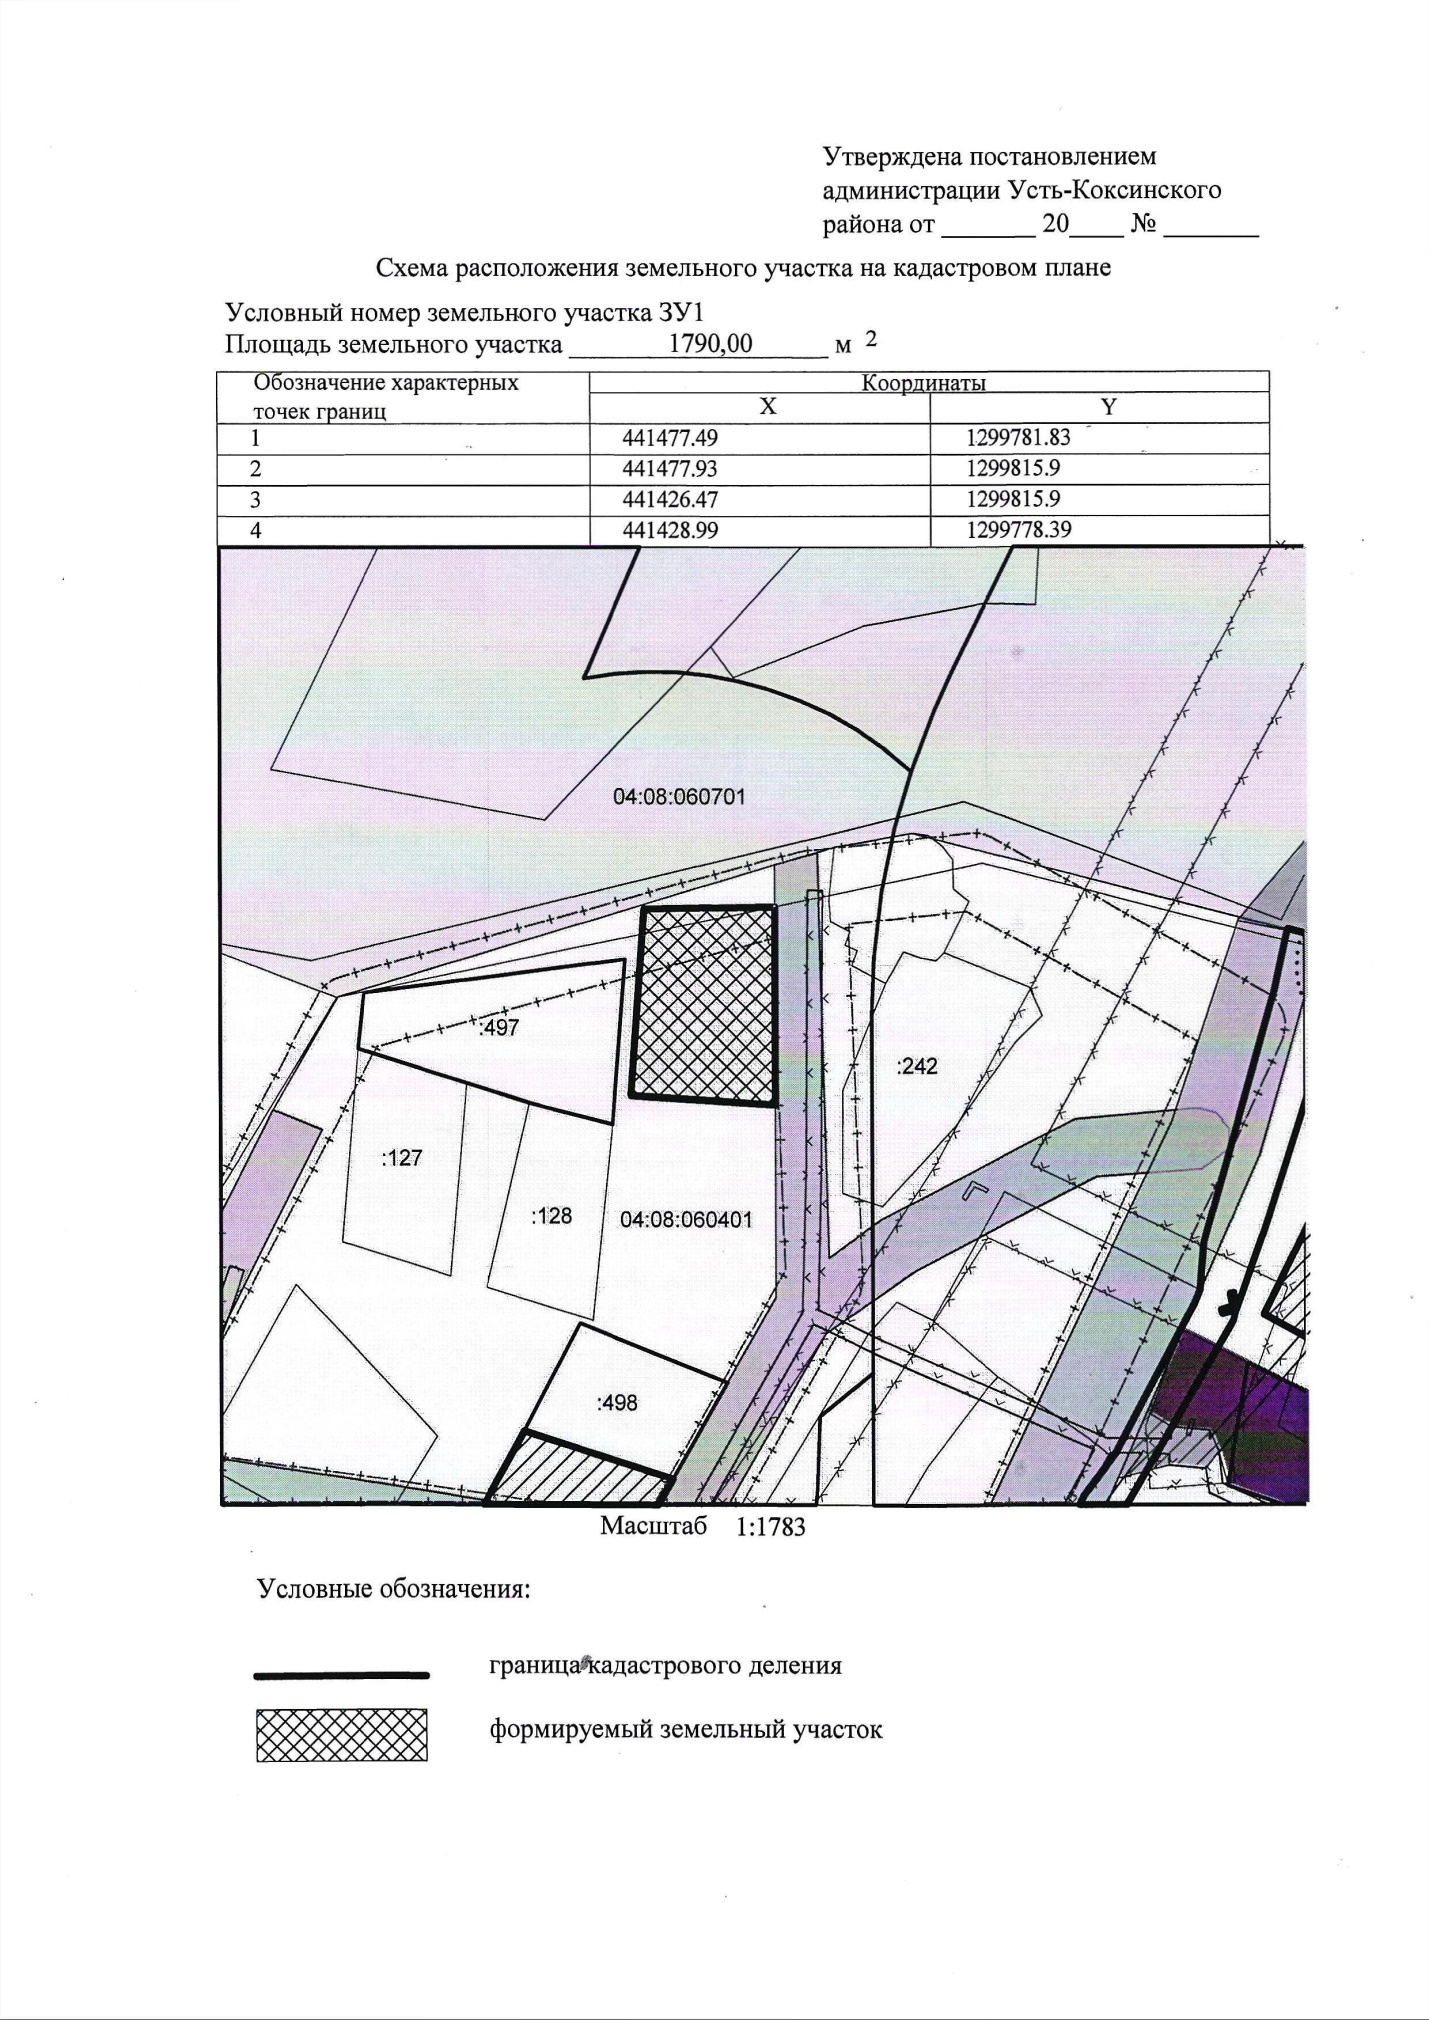 Утверждена постановлением
администрации Усть-Коксинского
района от _______ 20____ № _______
Схема расположения земельного участка на кадастровом плане
Условный номер земельного участка ЗУ1
Площадь земельного участка 1790,00 м 2
Обозначение характерных точек границ
Координаты
X Y
1 441477.49 1299781.83
2 441477.93 1299815.9
3 441426.47 1299815.9
4 441428.99 1299778.39
04:08:060701
:497
:242
:127
:128
04:08:060401
:498
Масштаб 1:1783
Условные обозначения:
граница кадастрового деления
формируемый земельный участок